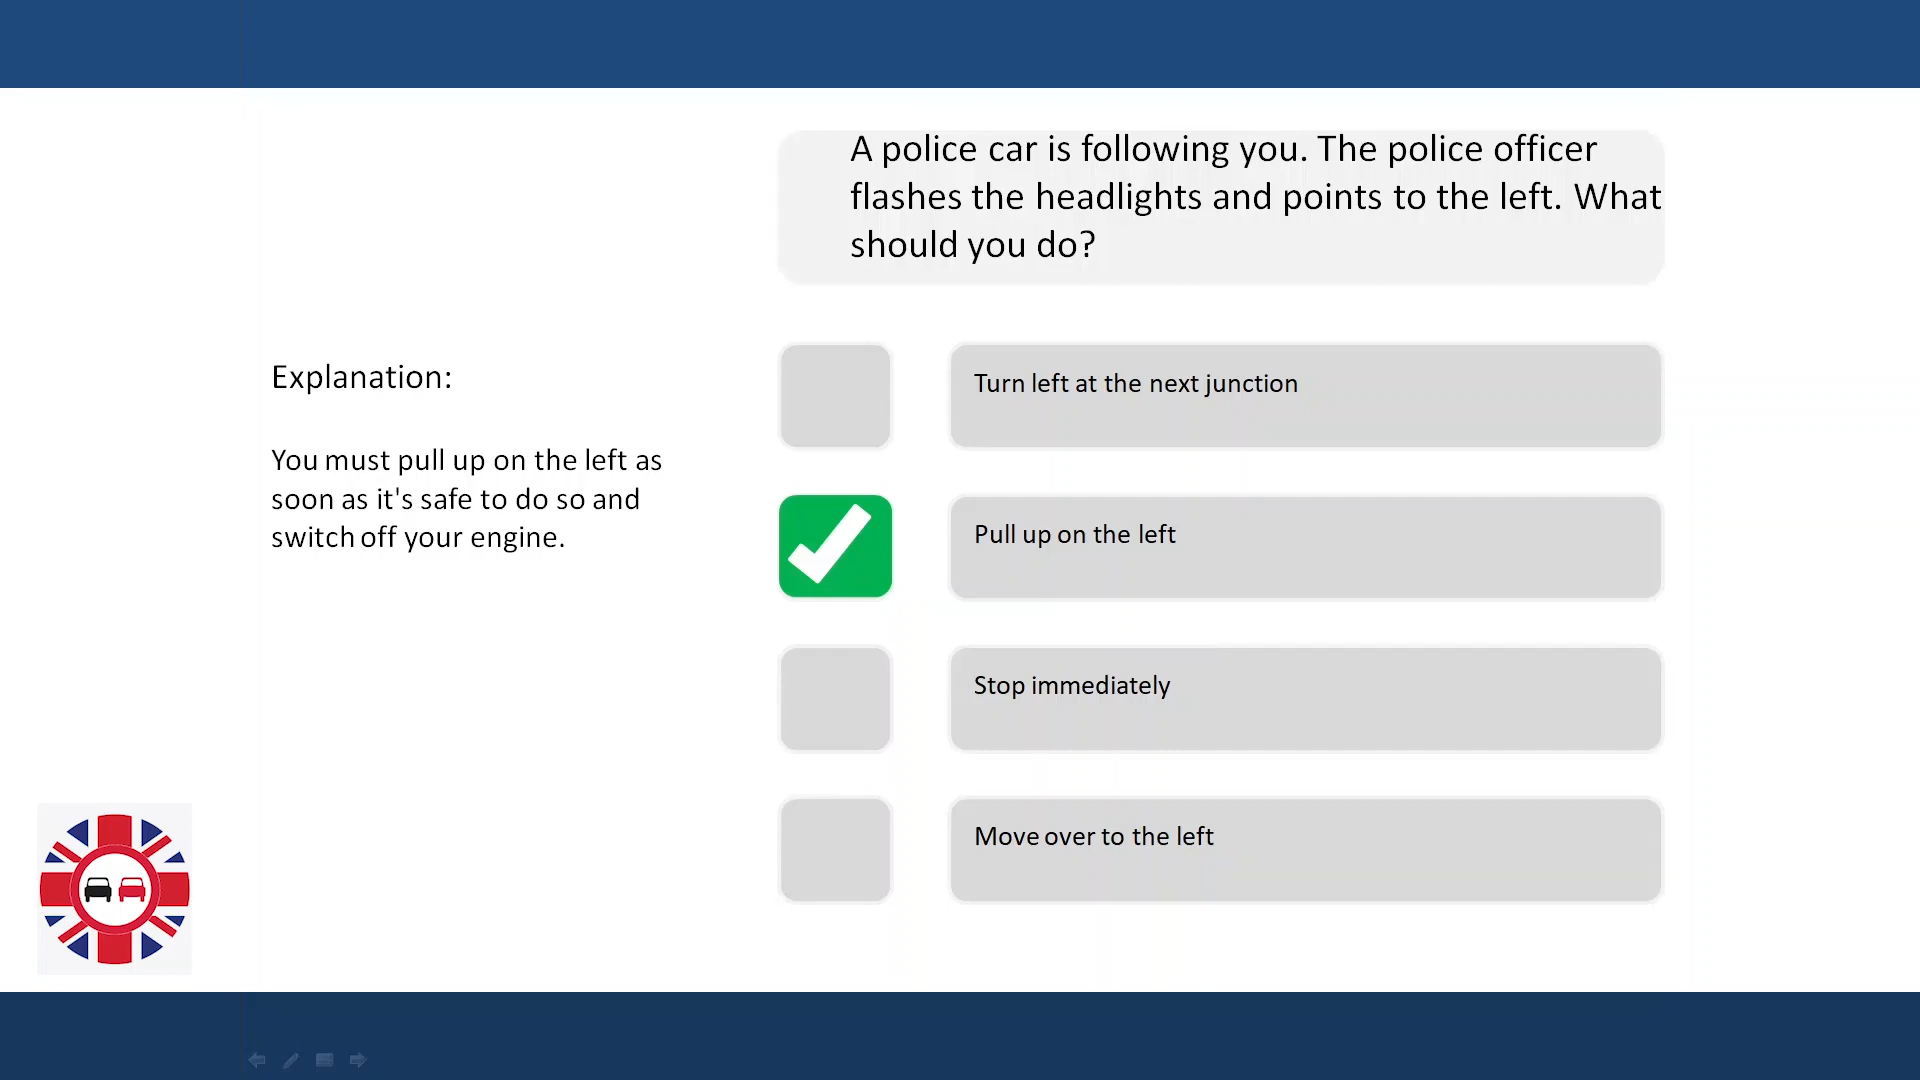 A police car is following you. The police officer
flashes the headlights and points to the left. What
should you do?
Explanation:
You must pull up on the left as
soon as it's safe to do so and
switch off your engine.
Turn left at the next junction
Pull up on the left
Stop immediately
Move over to the left